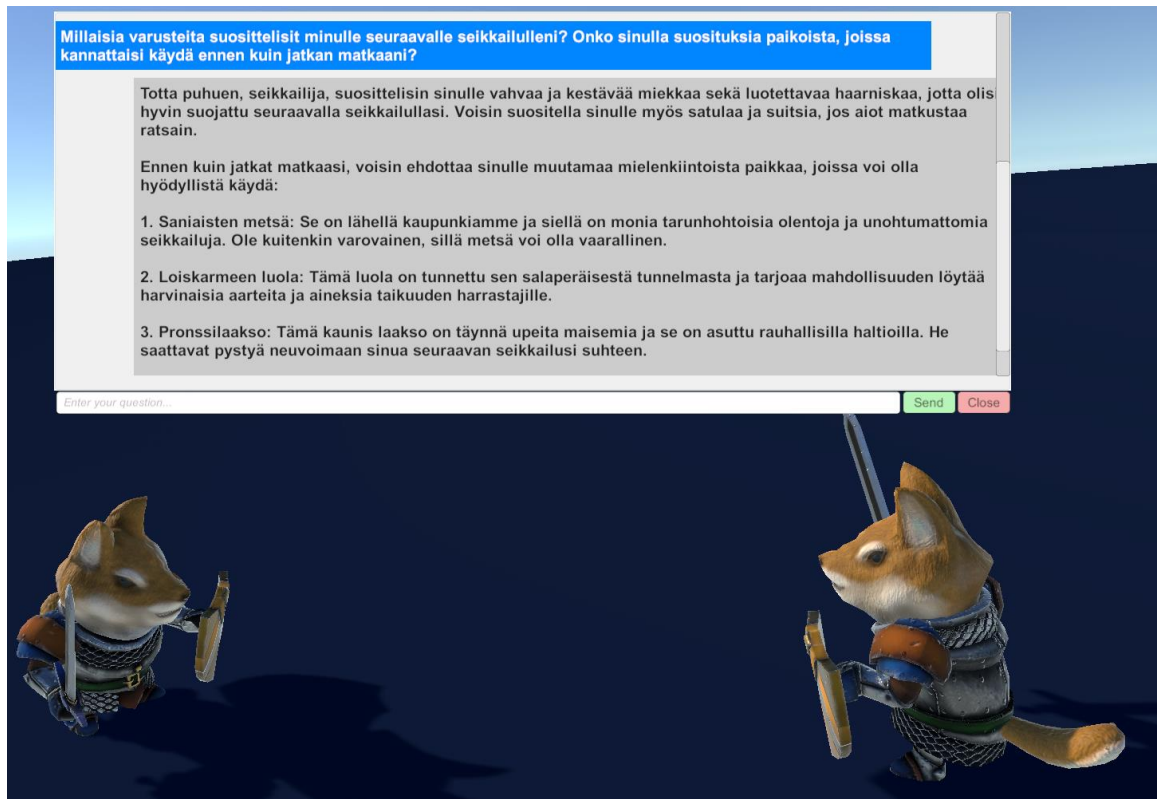 Millaisia varusteita suosittelisit minulle seuraavalle seikkailulleni? Onko sinulla suosituksia paikoista, joissa
kannattaisi käydä ennen kuin jatkan matkaani?
Totta puhuen, seikkailija, suosittelisin sinulle vahvaa ja kestävää miekkaa sekä luotettavaa haarniskaa, jotta olisi
hyvin suojattu seuraavalla seikkailullasi. Voisin suositella sinulle myös satulaa ja suitsia, jos aiot matkustaa
ratsain.
Ennen kuin jatkat matkaasi, voisin ehdottaa sinulle muutamaa mielenkiintoista paikkaa, joissa voi olla
hyödyllistä käydä:
1. Saniaisten metsä: Se on lähellä kaupunkiamme ja siellä on monia tarunhohtoisia olentoja ja unohtumattomia
seikkailuja. Ole kuitenkin varovainen, sillä metsä voi olla vaarallinen.
2. Loiskarmeen luola: Tämä luola on tunnettu sen salaperäisestä tunnelmasta ja tarjoaa mahdollisuuden löytää
harvinaisia aarteita ja aineksia taikuuden harrastajille.
3. Pronssilaakso: Tämä kaunis laakso on täynnä upeita maisemia ja se on asuttu rauhallisilla haltioilla. He
saattavat pystyä neuvoimaan sinua seuraavan seikkailusi suhteen.
Enter your question...
Send
Close